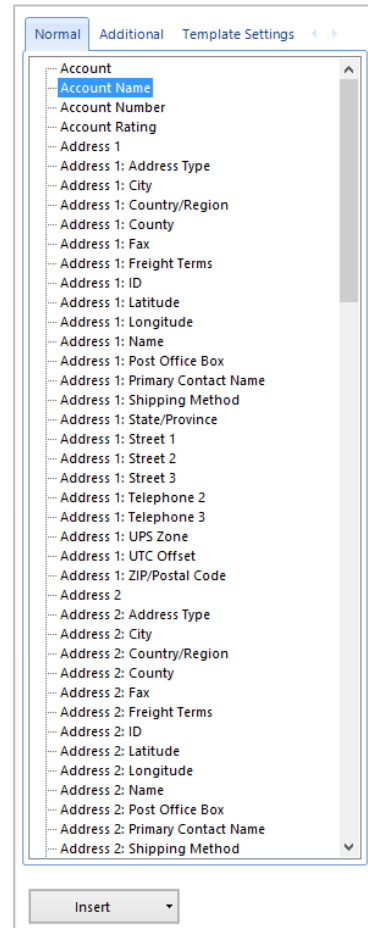 Normal Additional Template Settings
Account
Account Name
Account Number
Account Rating
Address 1
Address 1: Address Type
Address 1: City
Address 1: Country/Region
Address 1: County
Address 1: Fax
Address 1: Freight Terms
Address 1: ID
Address 1: Latitude
Address 1: Longitude
Address 1: Name
Address 1: Post Office Box
Address 1: Primary Contact Name
Address 1: Shipping Method
Address 1: State/Province
Address 1: Street 1
Address 1: Street 2
Address 1: Street 3
Address 1: Telephone 2
Address 1: Telephone 3
Address 1: UPS Zone
Address 1: UTC Offset
Address 1: ZIP/Postal Code
Address 2
Address 2: Address Type
Address 2: City
Address 2: Country/Region
Address 2: County
Address 2: Fax
Address 2: Freight Terms
Address 2: ID
Address 2: Latitude
Address 2: Longitude
Address 2: Name
Address 2: Post Office Box
Address 2: Primary Contact Name
Address 2: Shipping Method
Insert